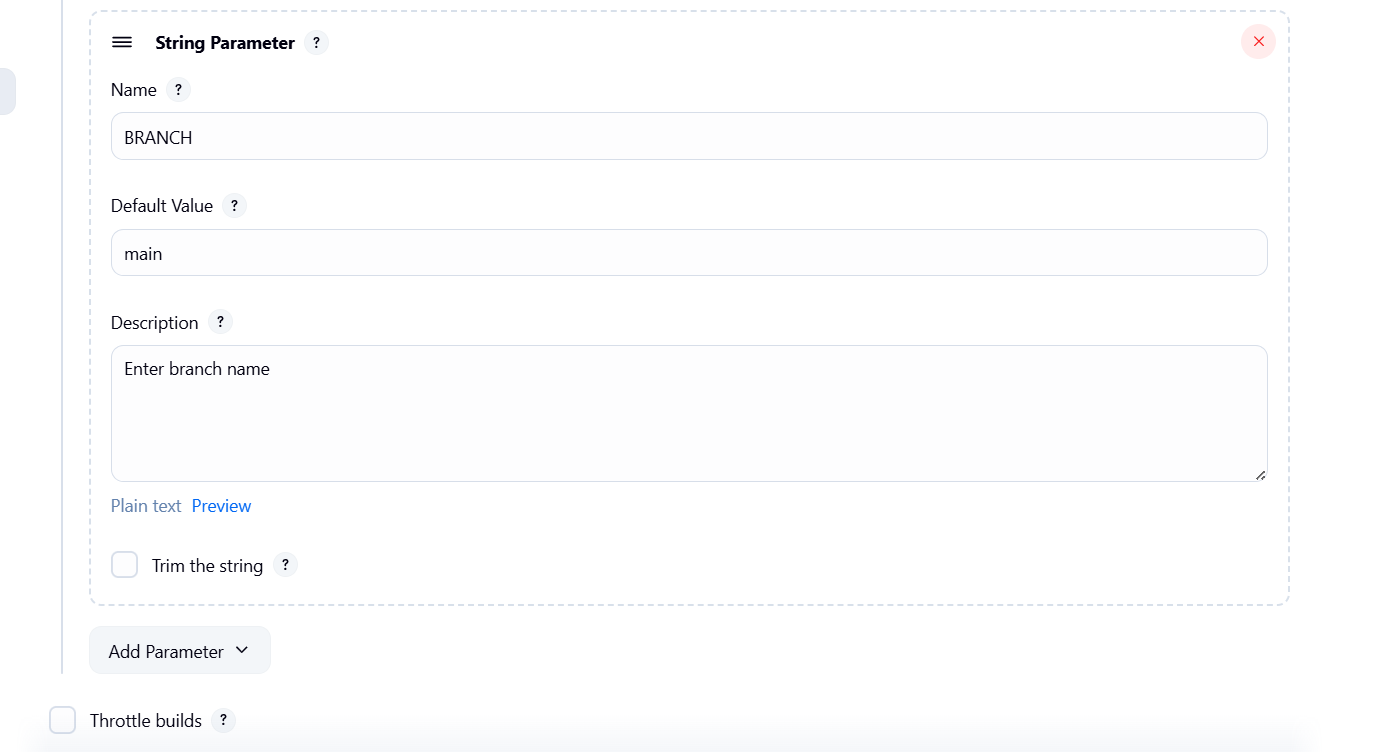 String Parameter ?
Name ?
BRANCH
Default Value ?
main
Description ?
Enter branch name
Plain text Preview
Trim the string ?
Add Parameter
Throttle builds ?